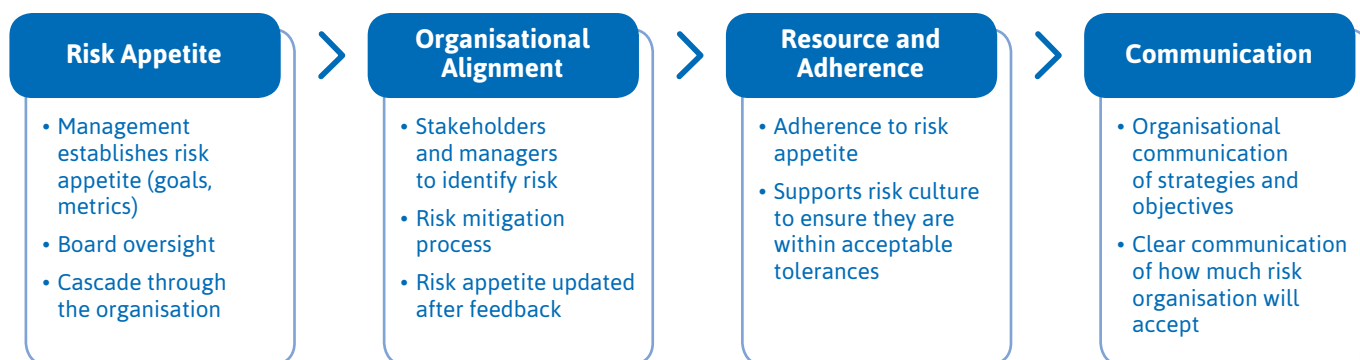 Risk Appetite
• Management
establishes risk
appetite (goals,
metrics)
• Board oversight
• Cascade through
the organisation
Organisational
Alignment
• Stakeholders
and managers
to identify risk
• Risk mitigation
process
• Risk appetite updated
after feedback
Resource and
Adherence
• Adherence to risk
appetite
• Supports risk culture
to ensure they are
within acceptable
tolerances
Communication
• Organisational
communication
of strategies and
objectives
• Clear communication
of how much risk
organisation will
accept